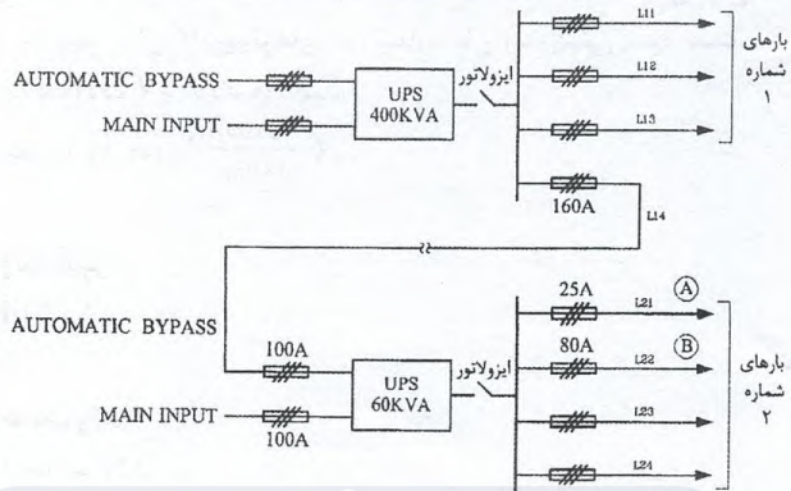 L11
AUTOMATIC BYPASS
ایزولاتور
L12
بارهای
شماره
۱
UPS
400KVA
MAIN INPUT
L13
160A
L14
AUTOMATIC BYPASS
25A
L21
A
100A
80A
L22
B
ایزولاتور
بارهای
شماره
۲
UPS
60KVA
MAIN INPUT
100A
L23
L24